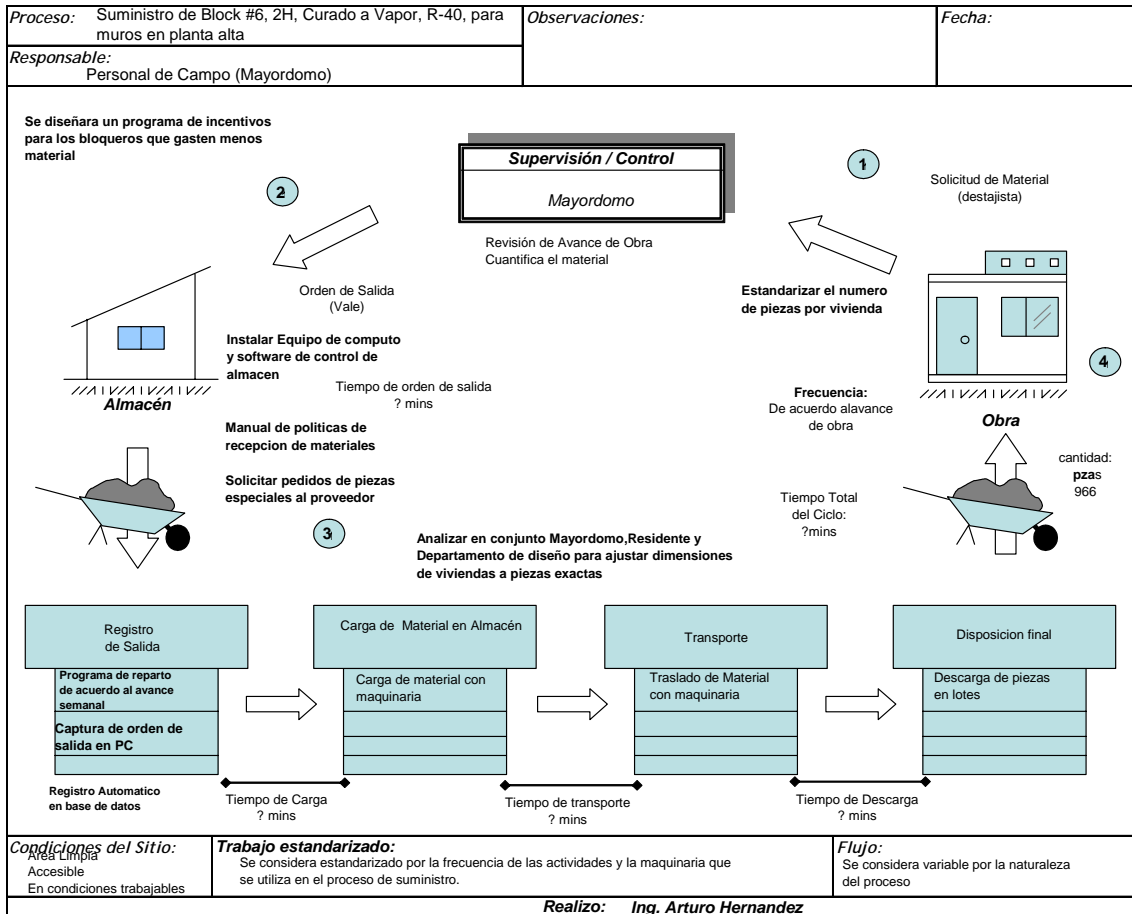 Proceso: Suministro de Block #6, 2H, Curado a Vapor, R-40, para
muros en planta alta
Observaciones:
Fecha:
Responsable:
Personal de Campo (Mayordomo)
Se diseñara un programa de incentivos
para los bloqueros que gasten menos
material
Supervisión / Control
Mayordomo
1
Solicitud de Material
(destajista)
2
Revisión de Avance de Obra
Cuantifica el material
Orden de Salida
(Vale)
Estandarizar el numero
de piezas por vivienda
Instalar Equipo de computo
y software de control de
almacen
Tiempo de orden de salida
? mins
4
Almacén
Frecuencia:
De acuerdo alavance
de obra
Obra
Manual de politicas de
recepcion de materiales
Solicitar pedidos de piezas
especiales al proveedor
cantidad:
pzas
966
Tiempo Total
del Ciclo:
?mins
3
Analizar en conjunto Mayordomo,Residente y
Departamento de diseño para ajustar dimensiones
de viviendas a piezas exactas
Registro
de Salida
Carga de Material en Almacén
Transporte
Disposicion final
Programa de reparto
de acuerdo al avance
semanal
Captura de orden de
salida en PC
Carga de material con
maquinaria
Traslado de Material
con maquinaria
Descarga de piezas
en lotes
Registro Automatico
en base de datos
Tiempo de Carga
? mins
Tiempo de transporte
? mins
Tiempo de Descarga
? mins
Condiciones del Sitio:
Area Limpia
Accesible
En condiciones trabajables
Trabajo estandarizado:
Se considera estandarizado por la frecuencia de las actividades y la maquinaria que
se utiliza en el proceso de suministro.
Flujo:
Se considera variable por la naturaleza
del proceso
Realizo: Ing. Arturo Hernandez